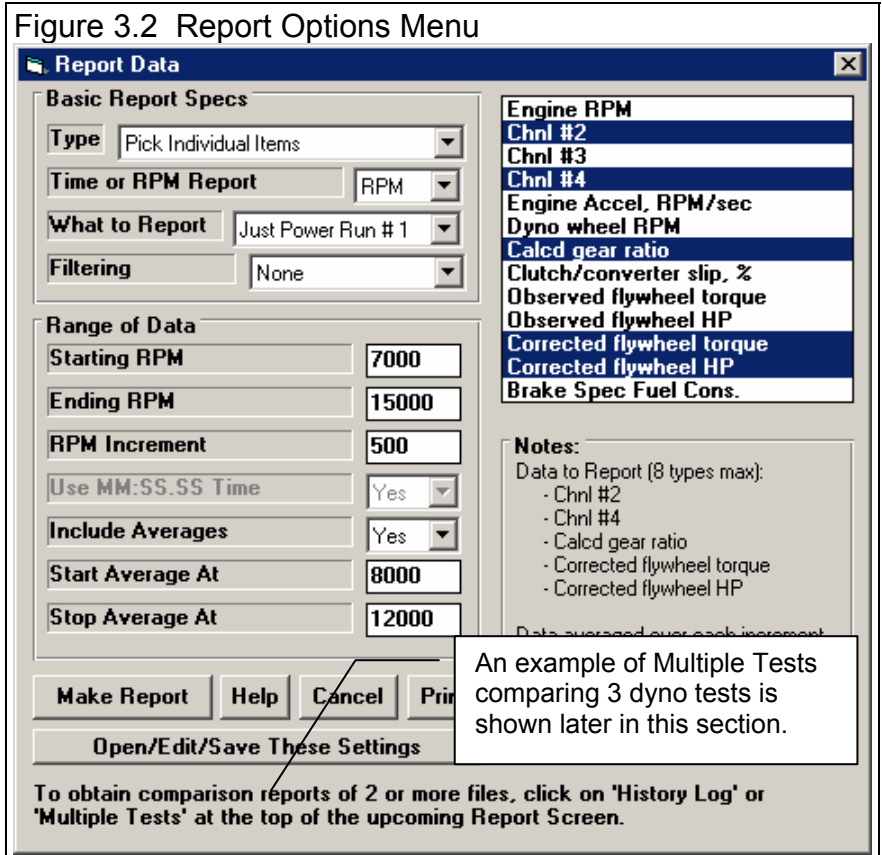 Figure 3.2 Report Options Menu
Report Data
Basic Report Specs
Type Pick Individual Items
Time or RPM Report RPM
What to Report Just Power Run # 1
Filtering None
Range of Data
Starting RPM 7000
Ending RPM 15000
RPM Increment 500
Use MM:SS.SS Time Yes
Include Averages Yes
Start Average At 8000
Stop Average At 12000
Engine RPM
Chnl #2
Chnl #3
Chnl #4
Engine Accel, RPM/sec
Dyno wheel RPM
Calcd gear ratio
Clutch/converter slip, %
Observed flywheel torque
Observed flywheel HP
Corrected flywheel torque
Corrected flywheel HP
Brake Spec Fuel Cons.
Notes:
Data to Report (8 types max):
- Chnl #2
- Chnl #4
- Calcd gear ratio
- Corrected flywheel torque
- Corrected flywheel HP
Data averaged over each increment
An example of Multiple Tests
comparing 3 dyno tests is
shown later in this section.
Make Report Help Cancel
Open/Edit/Save These Settings
To obtain comparison reports of 2 or more files, click on 'History Log' or
'Multiple Tests' at the top of the upcoming Report Screen.